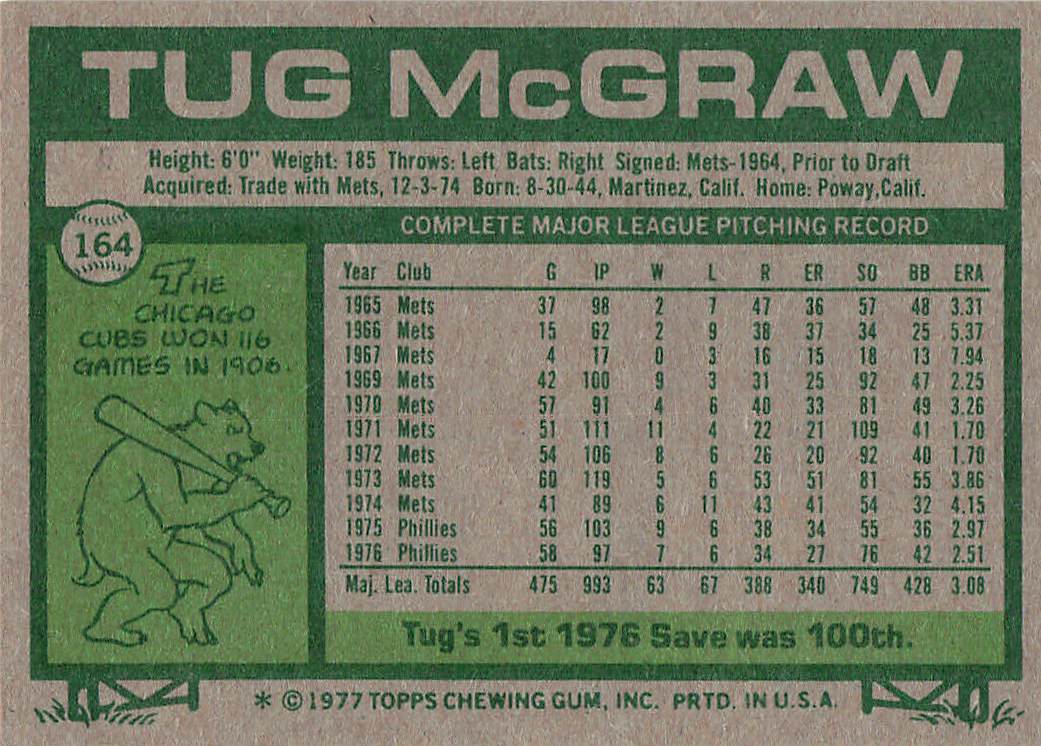 TUG McGRAW
Height: 6'0" Weight: 185 Throws: Left Bats: Right Signed: Mets-1964, Prior to Draft
Acquired: Trade with Mets, 12-3-74 Born: 8-30-44, Martinez, Calif. Home: Poway,Calif.
164
THE
CHICAGO
CUBS WON 116
GAMES IN 1906.
COMPLETE MAJOR LEAGUE PITCHING RECORD
Year Club G IP W L R ER SO BB ERA
1965 Mets 37 98 2 7 47 36 57 48 3.31
1966 Mets 15 62 2 9 38 37 34 25 5.37
1967 Mets 4 17 0 3 16 15 18 13 7.94
1969 Mets 42 100 9 3 31 25 92 47 2.25
1970 Mets 57 91 4 6 40 33 81 49 3.26
1971 Mets 51 111 11 4 22 21 109 41 1.70
1972 Mets 54 106 8 6 26 20 92 40 1.70
1973 Mets 60 119 5 6 53 51 81 55 3.86
1974 Mets 41 89 6 11 43 41 54 32 4.15
1975 Phillies 56 103 9 6 38 34 55 36 2.97
1976 Phillies 58 97 7 6 34 27 76 42 2.51
Maj. Lea. Totals 475 993 63 67 388 340 749 428 3.08
Tug's 1st 1976 Save was 100th.
* ©1977 TOPPS CHEWING GUM, INC. PRTD. IN U.S.A.